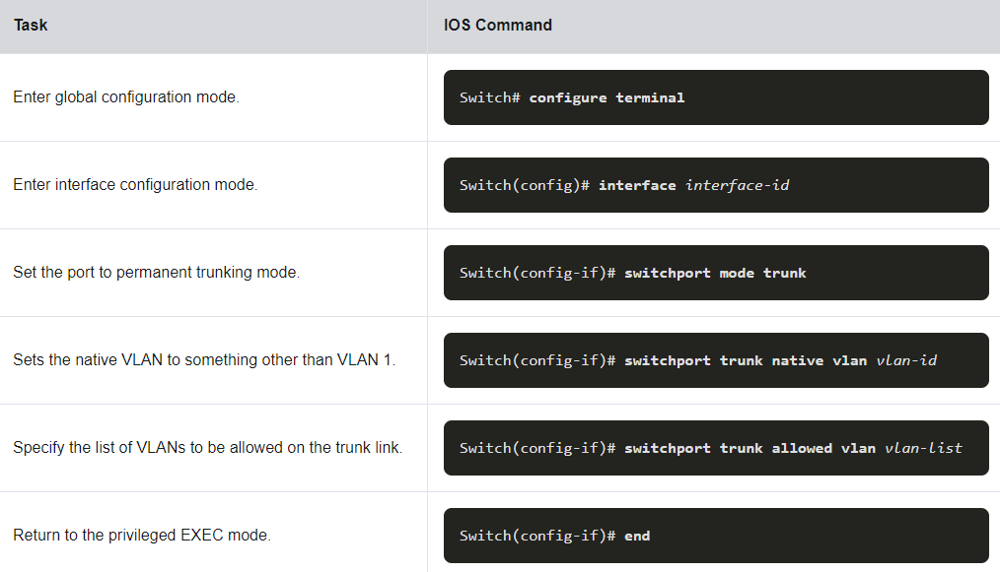 Task
IOS Command
Enter global configuration mode.
Switch# configure terminal
Enter interface configuration mode.
Switch(config)# interface interface-id
Set the port to permanent trunking mode.
Switch(config-if)# switchport mode trunk
Sets the native VLAN to something other than VLAN 1.
Switch(config-if)# switchport trunk native vlan vlan-id
Specify the list of VLANs to be allowed on the trunk link.
Switch(config-if)# switchport trunk allowed vlan vlan-list
Return to the privileged EXEC mode.
Switch(config-if)# end